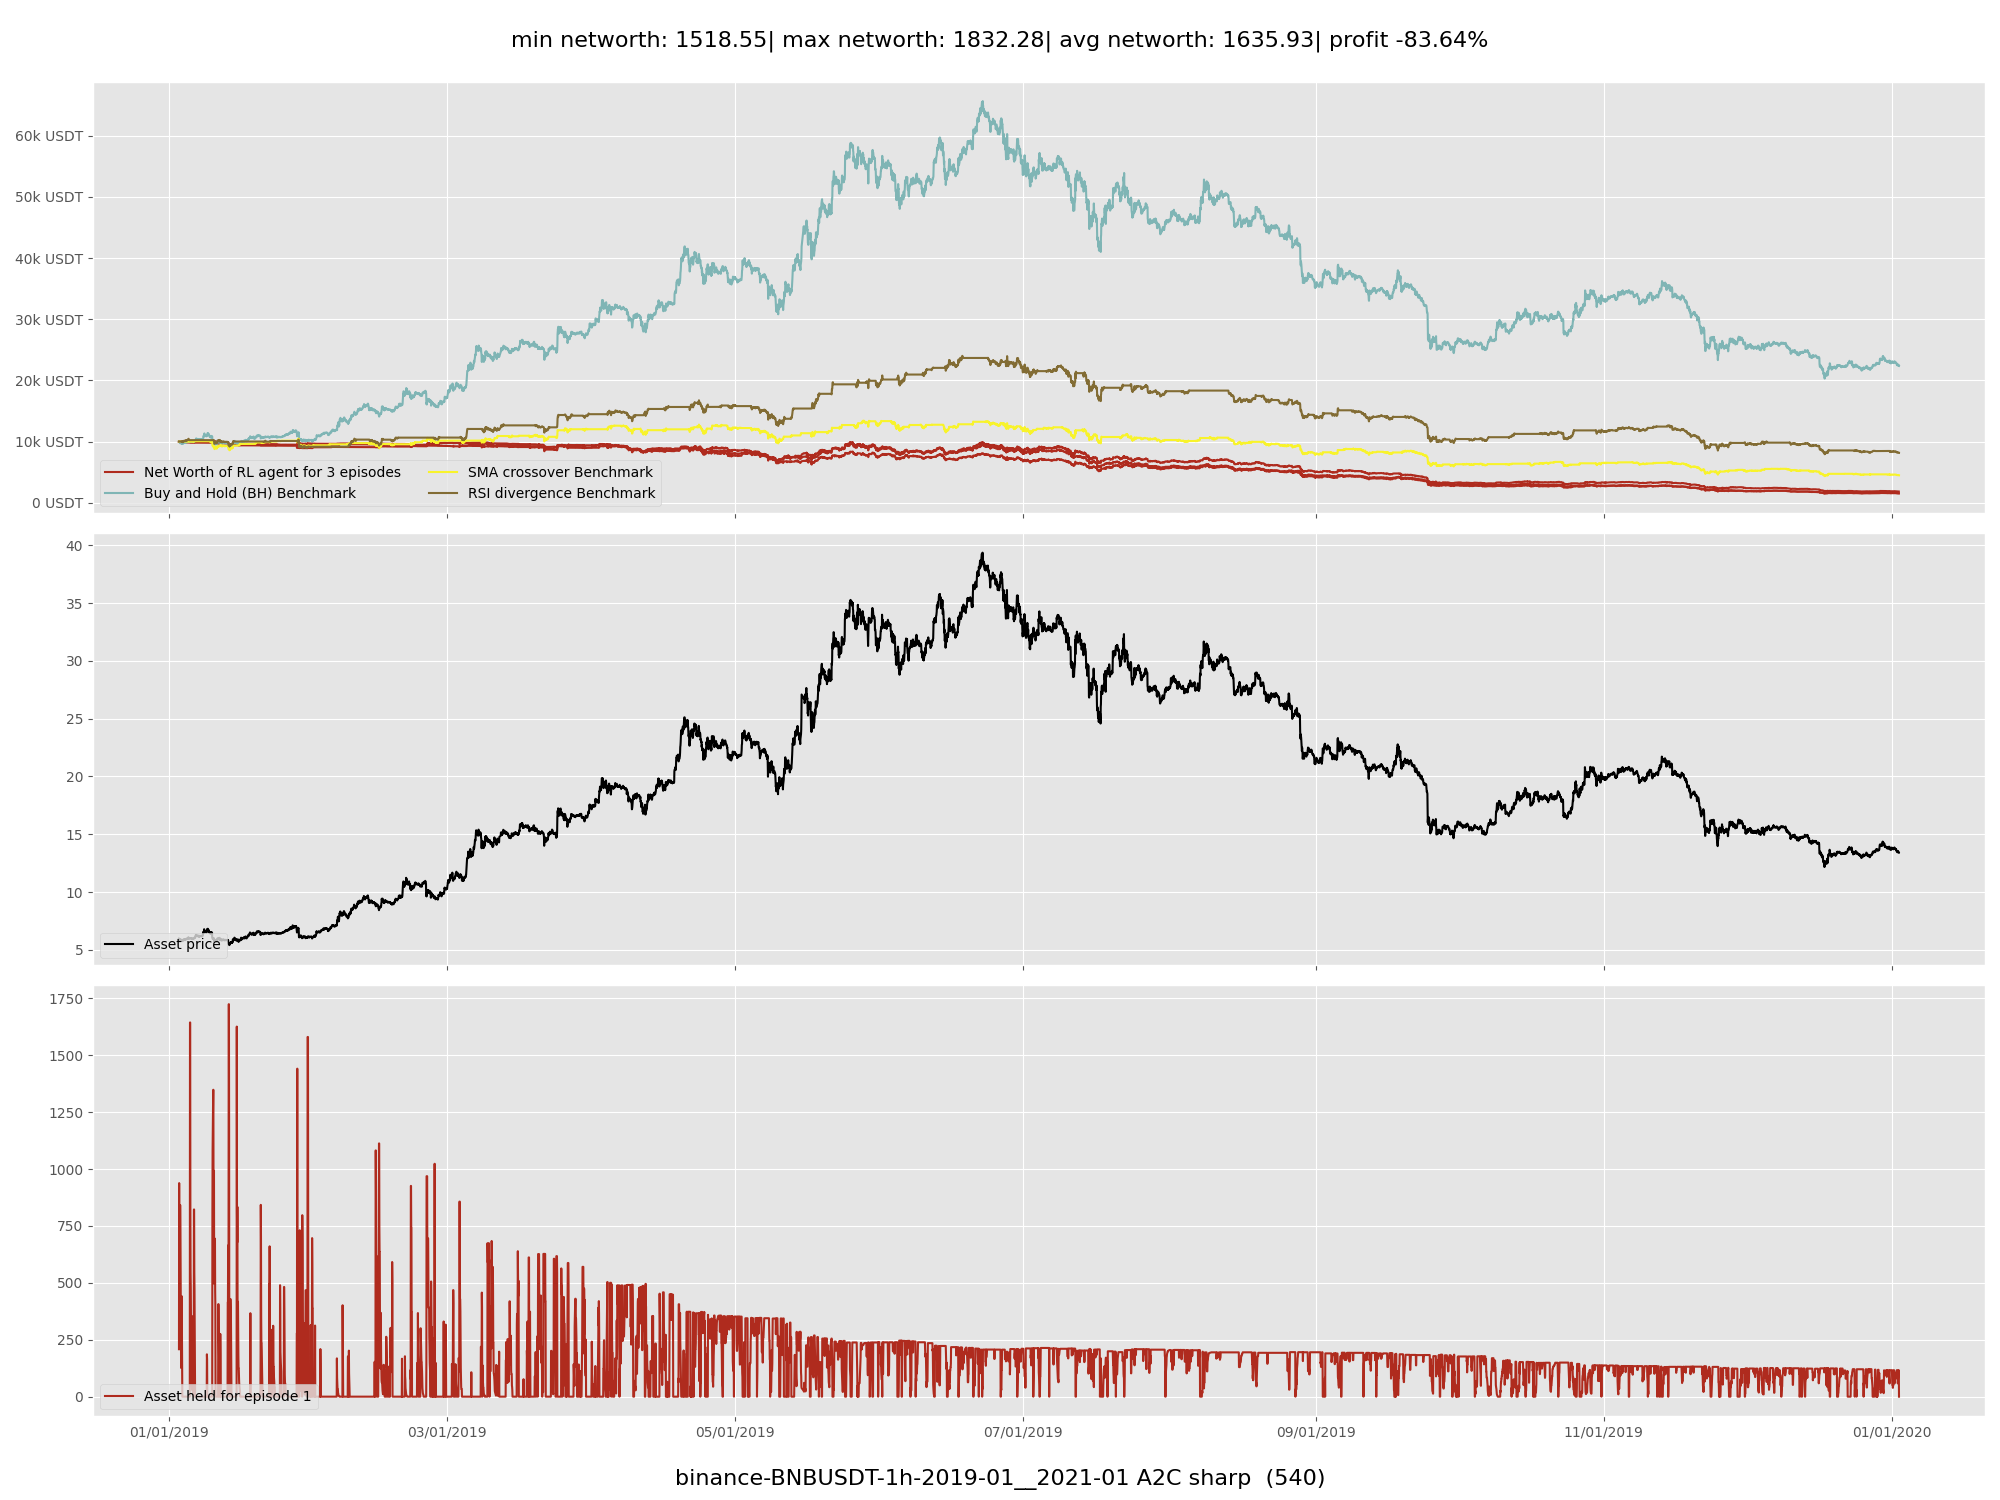 min networth: 1518.55| max networth: 1832.28| avg networth: 1635.93| profit -83.64%
60k USDT
50k USDT
40k USDT
30k USDT
20k USDT
10k USDT
0 USDT
Net Worth of RL agent for 3 episodes
Buy and Hold (BH) Benchmark
SMA crossover Benchmark
RSI divergence Benchmark
40
35
30
25
20
15
10
5
Asset price
1750
1500
1250
1000
750
500
250
0
Asset held for episode 1
01/01/2019
03/01/2019
05/01/2019
07/01/2019
09/01/2019
11/01/2019
01/01/2020
binance-BNBUSDT-1h-2019-01__2021-01 A2C sharp  (540)